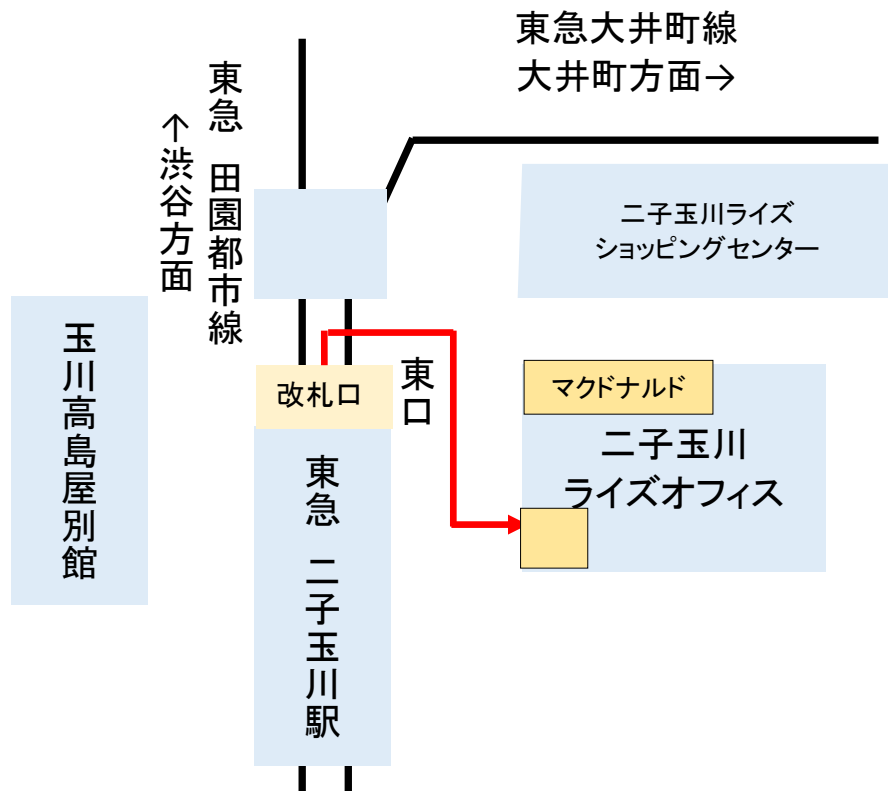 東急大井町線
大井町方面→
東急 田園都市線
↑渋谷方面
二子玉川ライズ
ショッピングセンター
玉川高島屋別館
改札口
東口
マクドナルド
二子玉川
ライズオフィス
東急 二子玉川駅